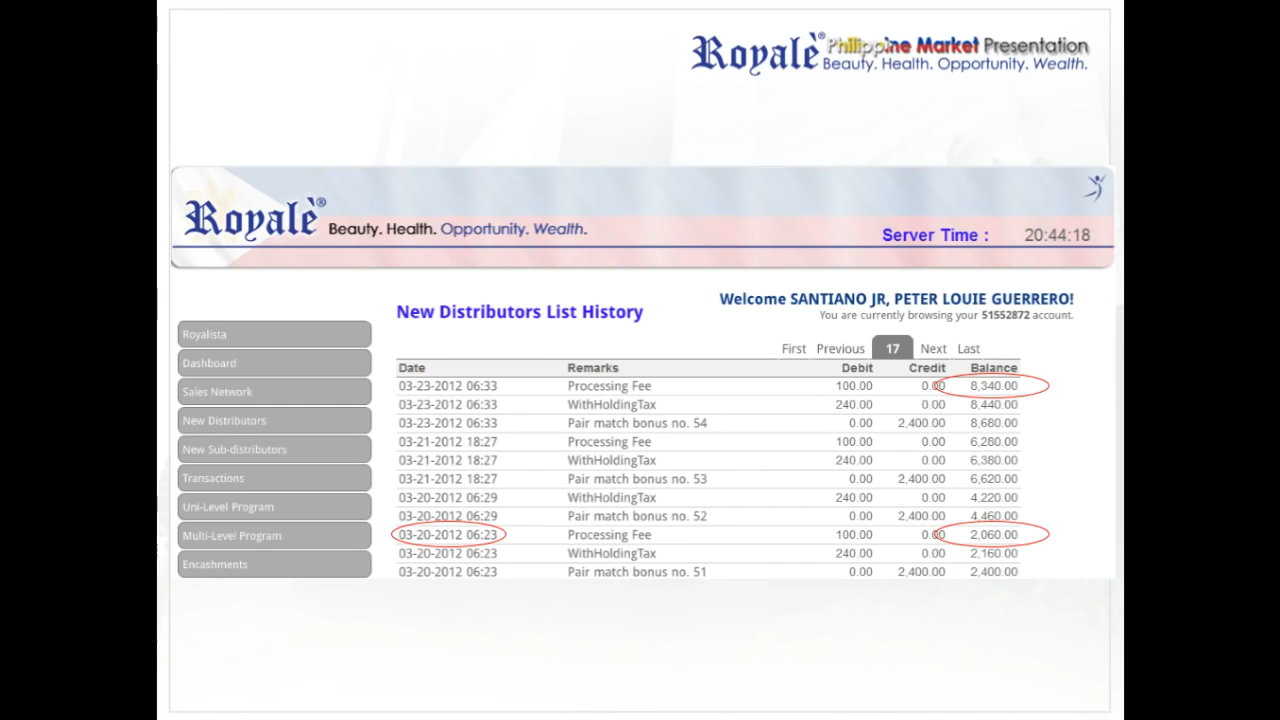 Royalè® Philippine Market Presentation
Beauty. Health. Opportunity. Wealth.
Royalè® Beauty. Health. Opportunity. Wealth.
Server Time : 20:44:18
Welcome SANTIANO JR, PETER LOUIE GUERRERO!
New Distributors List History
You are currently browsing your 51552872 account.
Royalista
Dashboard
Sales Network
New Distributors
New Sub-distributors
Transactions
Uni-Level Program
Multi-Level Program
Encashments
First Previous 17 Next Last
Date Remarks Debit Credit Balance
03-23-2012 06:33 Processing Fee 100.00 0.00 8,340.00
03-23-2012 06:33 WithHoldingTax 240.00 0.00 8,440.00
03-23-2012 06:33 Pair match bonus no. 54 0.00 2,400.00 8,680.00
03-21-2012 18:27 Processing Fee 100.00 0.00 6,280.00
03-21-2012 18:27 WithHoldingTax 240.00 0.00 6,380.00
03-21-2012 18:27 Pair match bonus no. 53 0.00 2,400.00 6,620.00
03-20-2012 06:29 WithHoldingTax 240.00 0.00 4,220.00
03-20-2012 06:29 Pair match bonus no. 52 0.00 2,400.00 4,460.00
03-20-2012 06:23 Processing Fee 100.00 0.00 2,060.00
03-20-2012 06:23 WithHoldingTax 240.00 0.00 2,160.00
03-20-2012 06:23 Pair match bonus no. 51 0.00 2,400.00 2,400.00